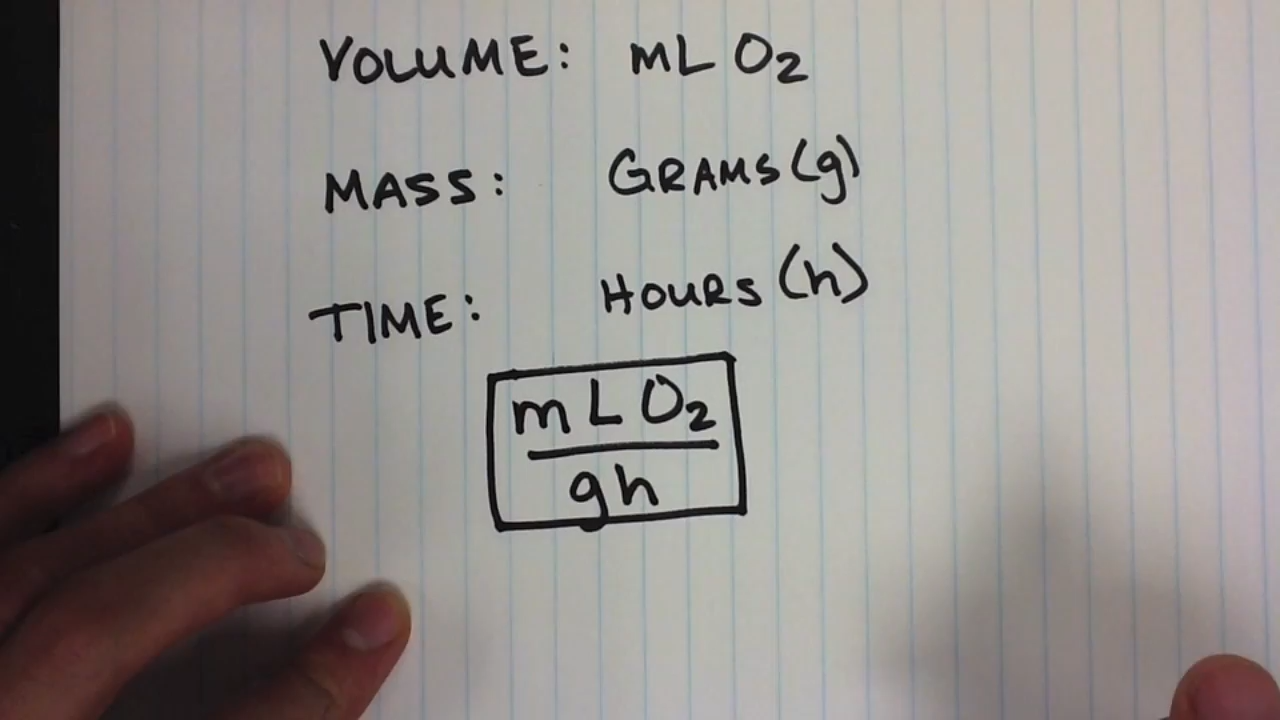 VOLUME: mL O₂
MASS: GRAMS (g)
TIME: HOURS (h)
mL O₂
gh